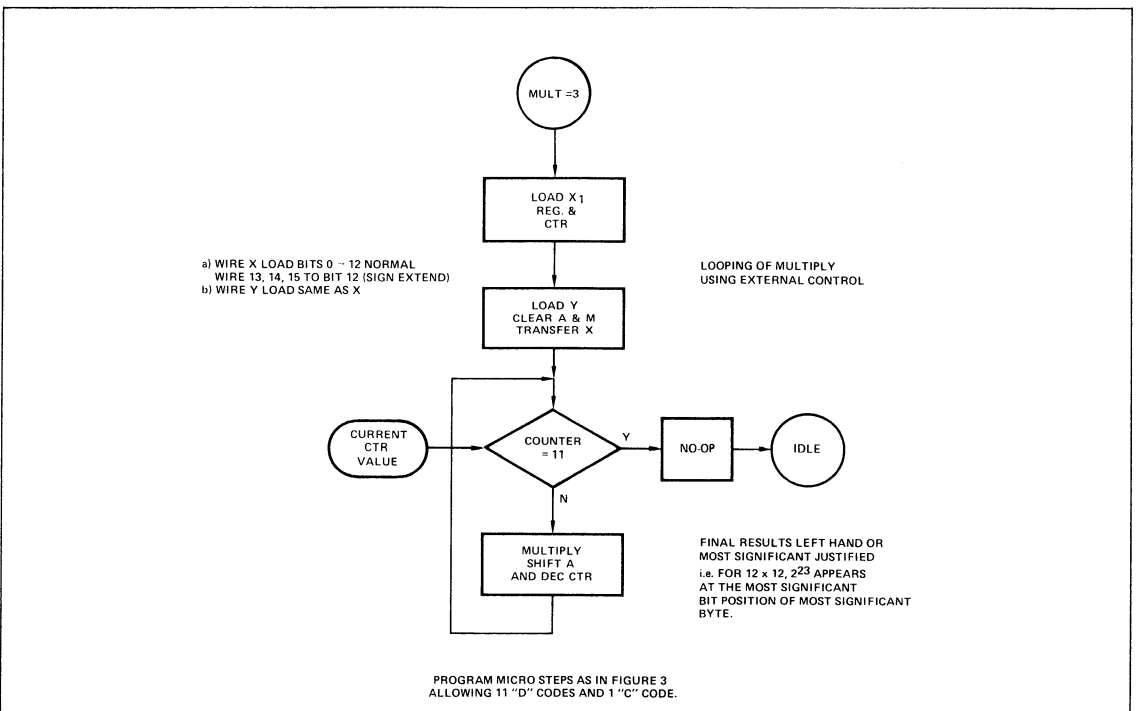 MULT =3
LOAD X1
REG. &
CTR
a) WIRE X LOAD BITS 0 – 12 NORMAL
WIRE 13, 14, 15 TO BIT 12 (SIGN EXTEND)
b) WIRE Y LOAD SAME AS X
LOOPING OF MULTIPLY
USING EXTERNAL CONTROL
LOAD Y
CLEAR A & M
TRANSFER X
CURRENT
CTR
VALUE
COUNTER
= 11
Y
NO-OP
IDLE
N
MULTIPLY
SHIFT A
AND DEC CTR
FINAL RESULTS LEFT HAND OR
MOST SIGNIFICANT JUSTIFIED
i.e. FOR 12 x 12, 2^23 APPEARS
AT THE MOST SIGNIFICANT
BIT POSITION OF MOST SIGNIFICANT
BYTE.
PROGRAM MICRO STEPS AS IN FIGURE 3
ALLOWING 11 "D" CODES AND 1 "C" CODE.